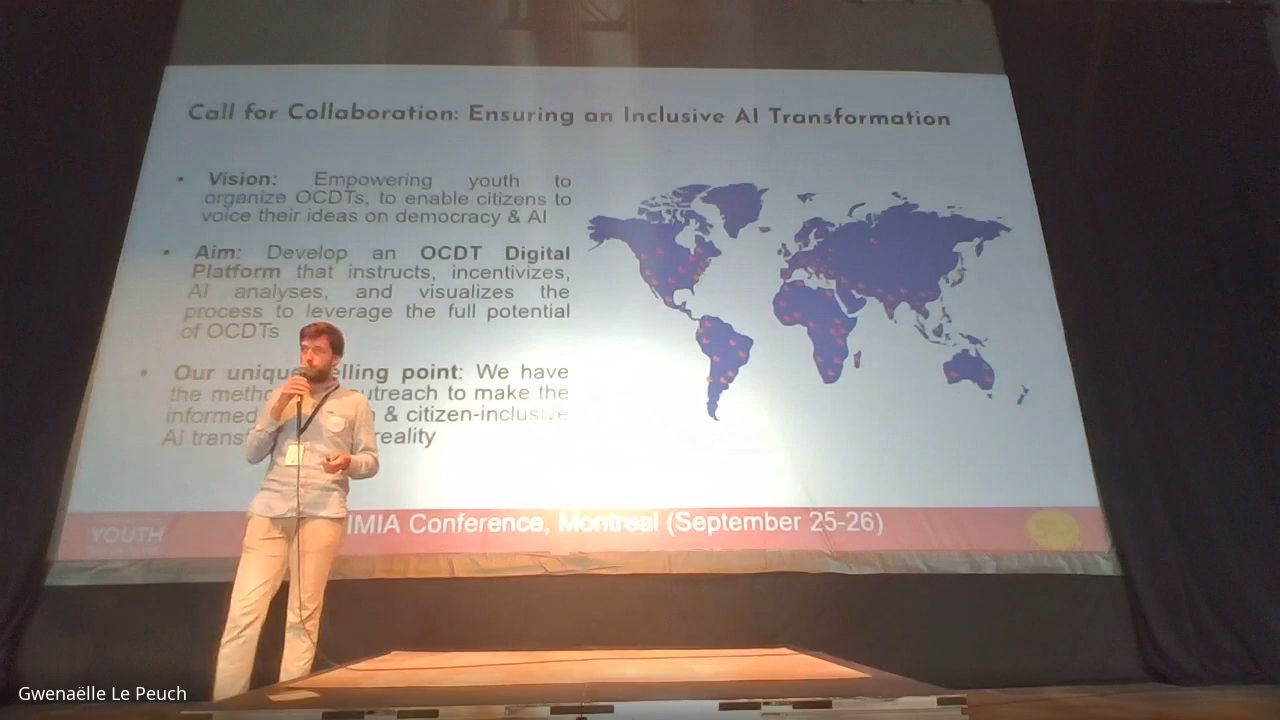 Call for Collaboration: Ensuring an Inclusive AI Transformation
• Vision: Empowering youth to
organize OCDTs, to enable citizens to
voice their ideas on democracy & AI
• Aim: Develop an OCDT Digital
Platform that instructs, incentivizes,
AI analyses, and visualizes the
process to leverage the full potential
of OCDTs
• Our unique elling point: We have
the metho utreach to make the
informed & citizen-inclusive
AI trans reality
YOUTH
IMIA Conference, Montreal (September 25-26)
Gwenaëlle Le Peuch